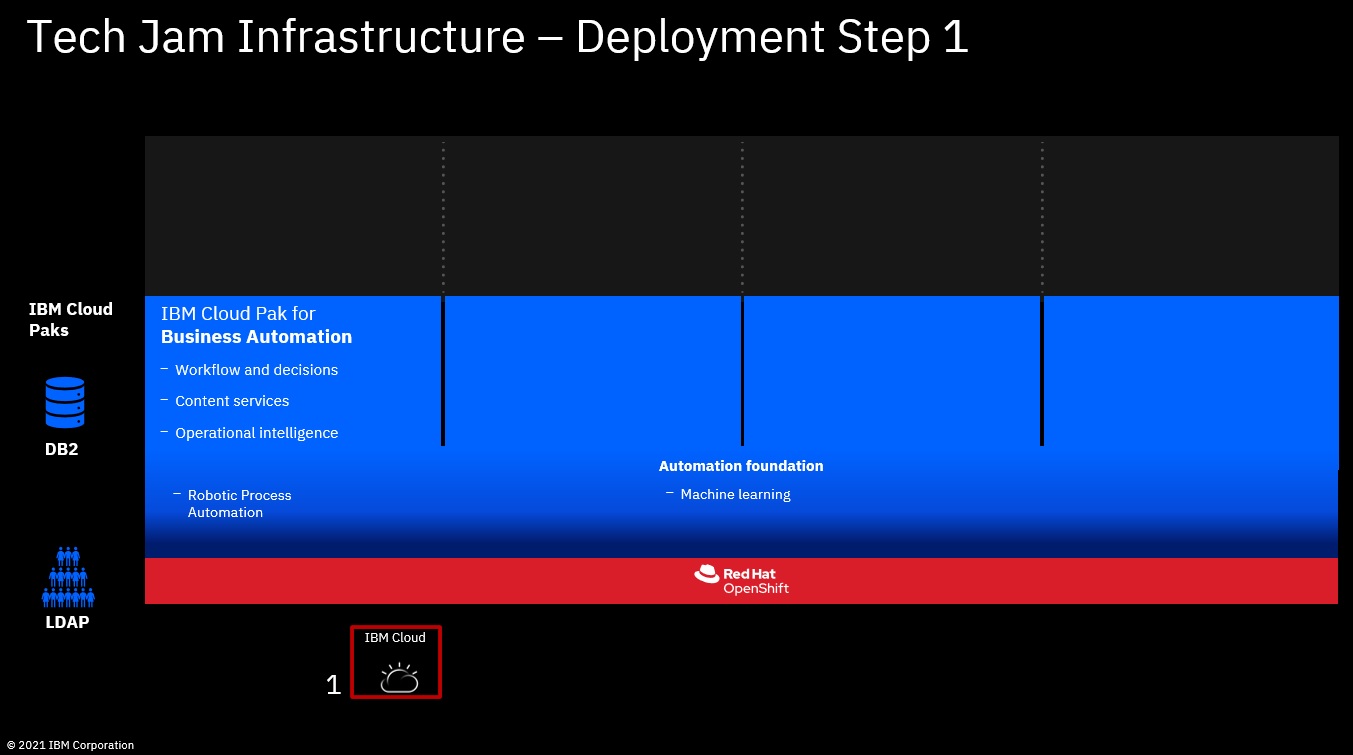 Tech Jam Infrastructure – Deployment Step 1
IBM Cloud
Paks
DB2
LDAP
IBM Cloud Pak for
Business Automation
– Workflow and decisions
– Content services
– Operational intelligence
– Robotic Process
Automation
Automation foundation
– Machine learning
Red Hat
OpenShift
1
IBM Cloud
© 2021 IBM Corporation